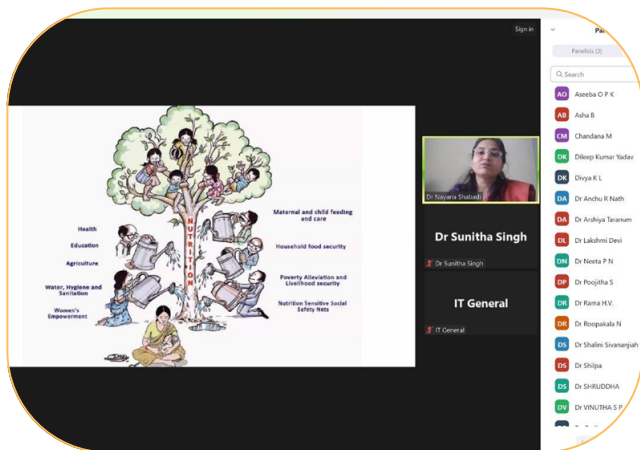 Sign in
Pa
Panelists (3)
Search
Health
Education
Agriculture
Water, Hygiene and
Sanitation
Women's
Empowerment
NUTRITION
Maternal and child feeding
and care
Household food security
Poverty Alleviation and
Livelihood security
Nutrition Sensitive Social
Safety Nets
Dr Nayana Shabadi
Dr Sunitha Singh
Dr Sunitha Singh
IT General
IT General
AO Aseeba O P K
AB Asha B
CM Chandana M
DK Dileep Kumar Yadav
DK Divya K L
DA Dr Anchu R Nath
DA Dr Arshiya Taranum
DL Dr Lakshmi Devi
DN Dr Neeta P N
DP Dr Poojitha S
DR Dr Rama H.V.
DR Dr Roopakala N
DS Dr Shalini Sivananjiah
DS Dr Shilpa
DS Dr SHRUDDHA
DV Dr VINUTHA S P